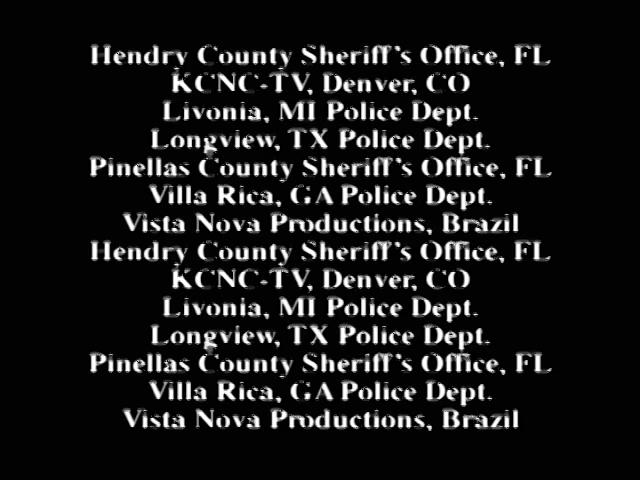 Hendry County Sheriff's Office, FL
KCNC-TV, Denver, CO
Livonia, MI Police Dept.
Longview, TX Police Dept.
Pinellas County Sheriff's Office, FL
Villa Rica, GA Police Dept.
Vista Nova Productions, Brazil
Hendry County Sheriff's Office, FL
KCNC-TV, Denver, CO
Livonia, MI Police Dept.
Longview, TX Police Dept.
Pinellas County Sheriff's Office, FL
Villa Rica, GA Police Dept.
Vista Nova Productions, Brazil